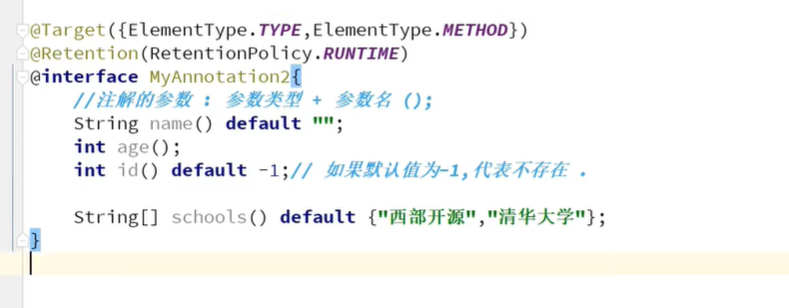 @Target({ElementType.TYPE,ElementType.METHOD})
@Retention(RetentionPolicy.RUNTIME)
@interface MyAnnotation2{
//注解的参数 : 参数类型 + 参数名 ();
String name() default "";
int age();
int id() default -1;// 如果默认值为-1,代表不存在 .
String[] schools() default {"西部开源","清华大学"};
}